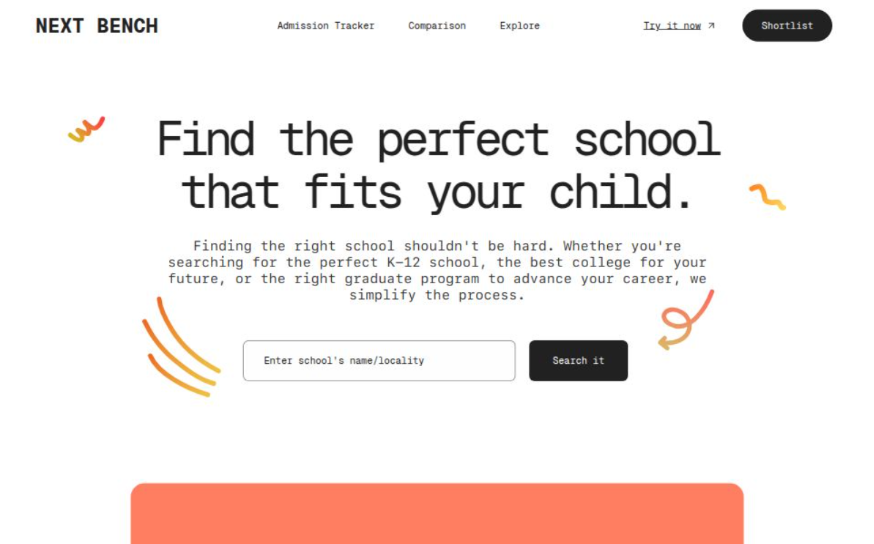 NEXT BENCH
Admission Tracker
Comparison
Explore
Try it now ↗
Shortlist
Find the perfect school
that fits your child.
Finding the right school shouldn't be hard. Whether you're
searching for the perfect K–12 school, the best college for your
future, or the right graduate program to advance your career, we
simplify the process.
Enter school's name/locality
Search it